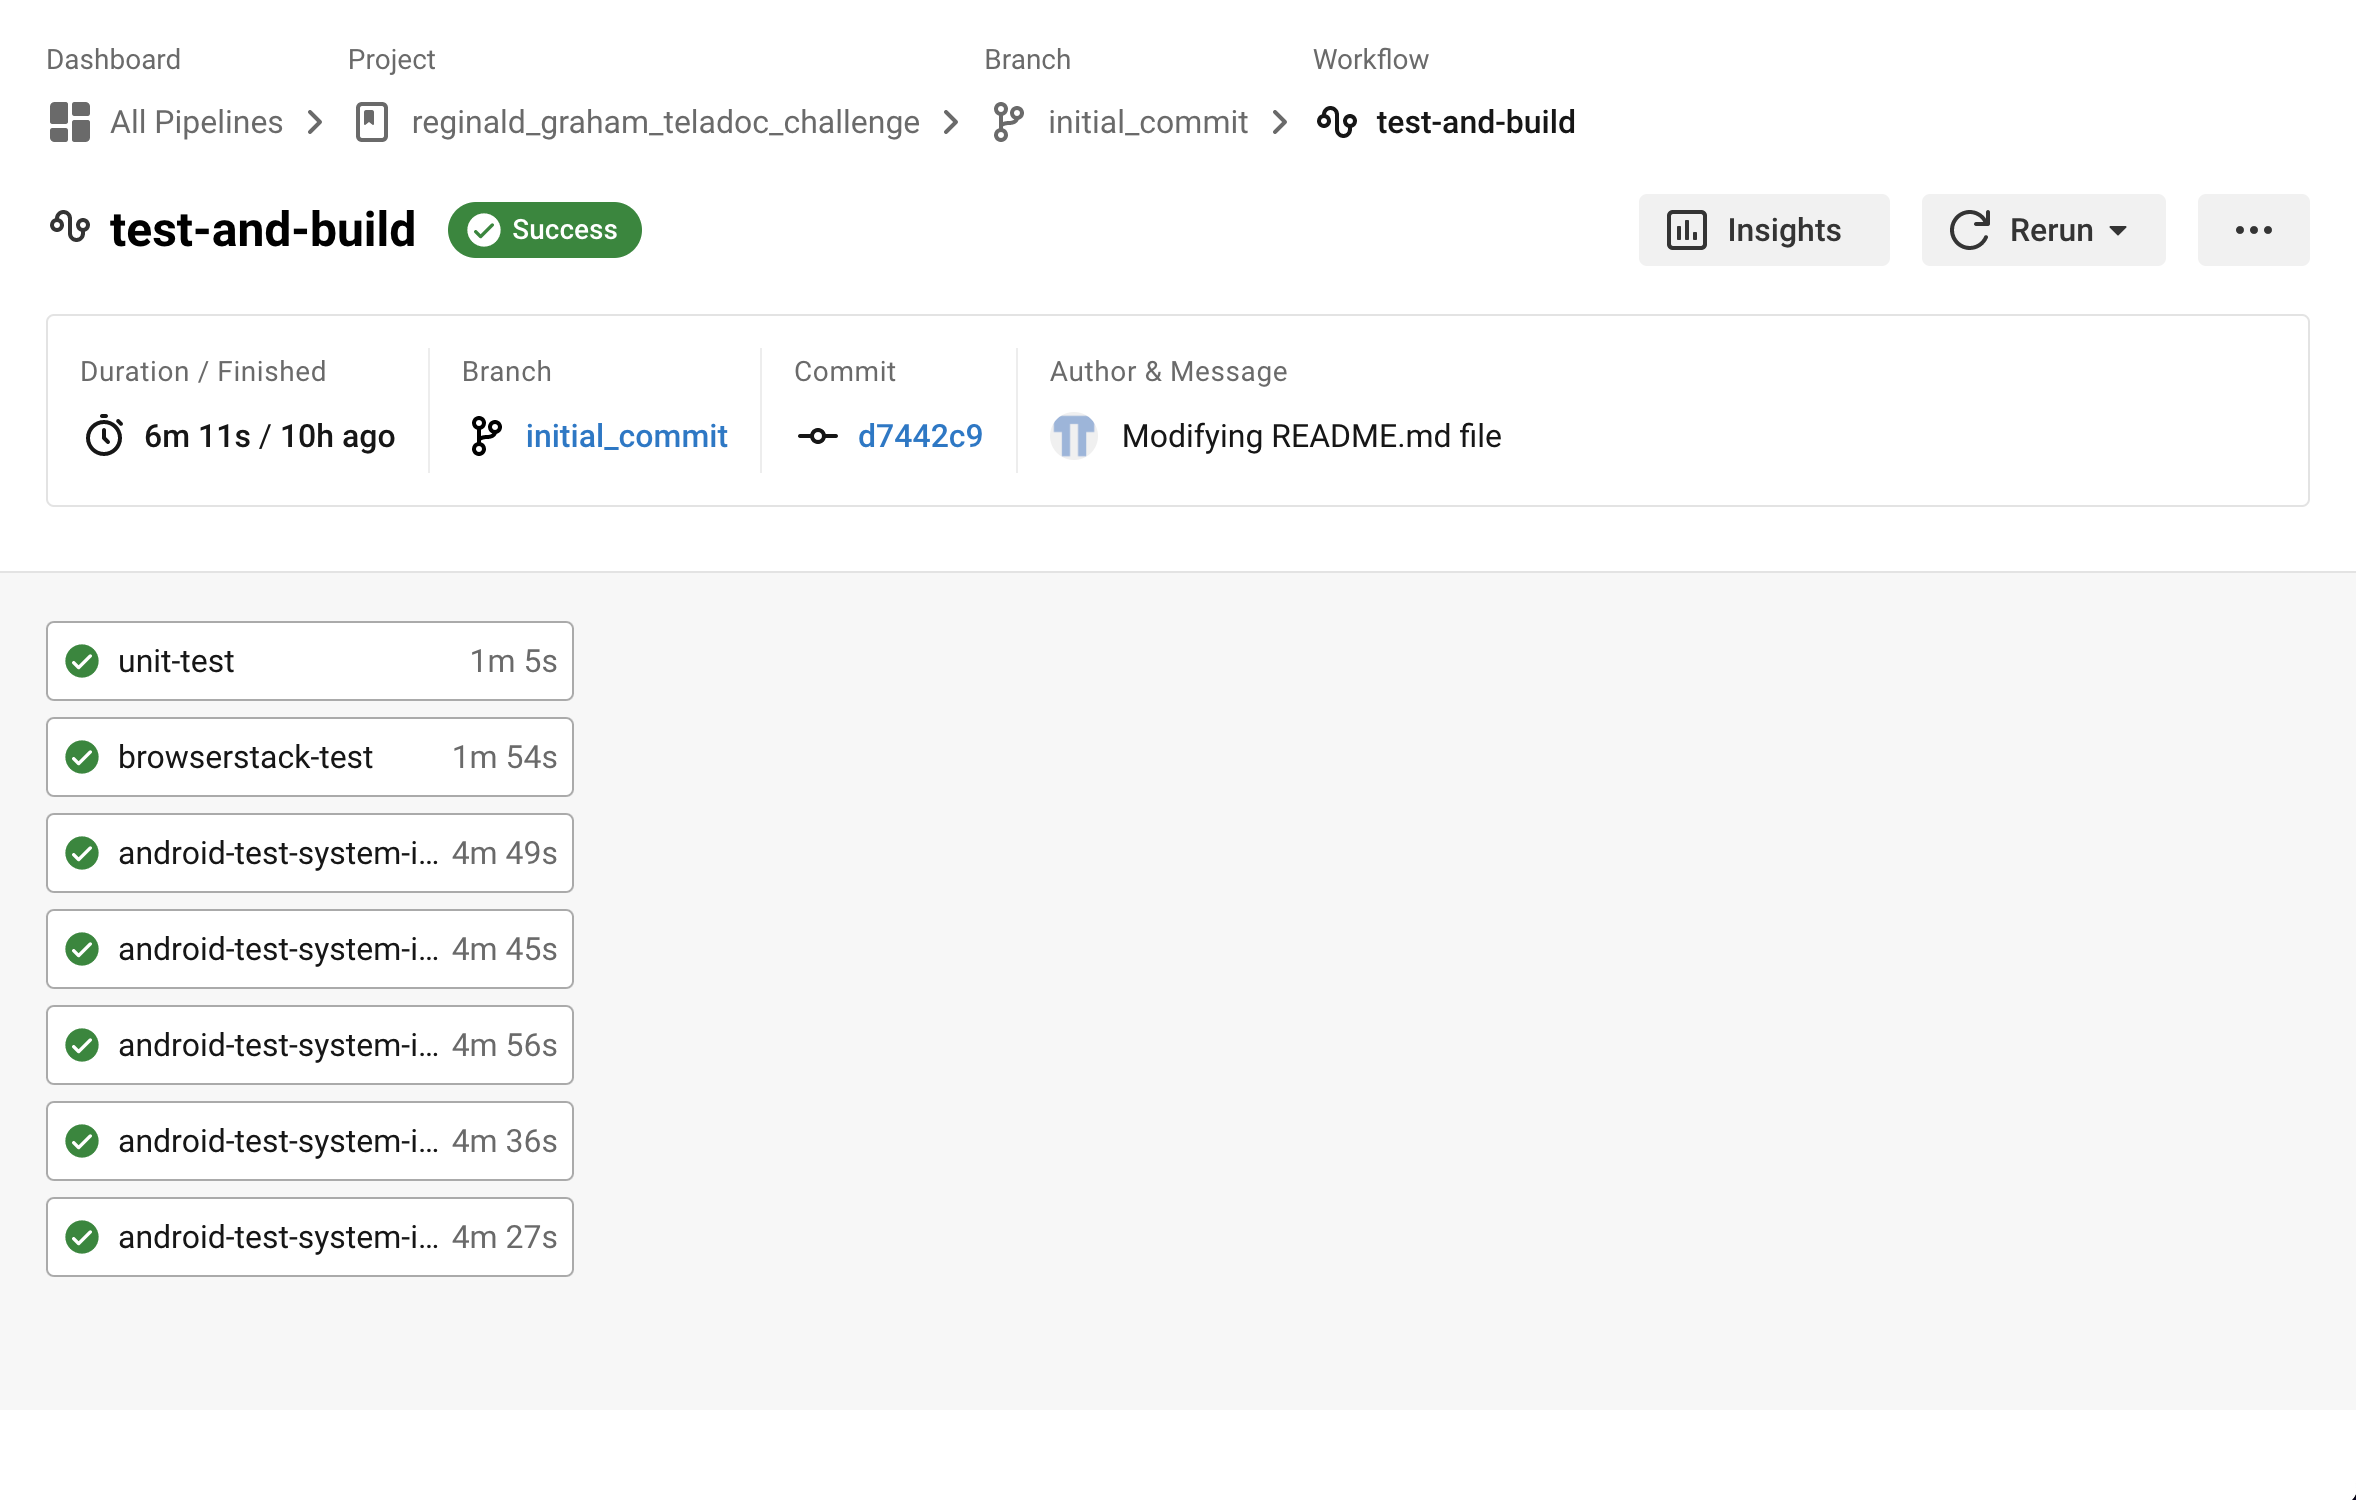 Dashboard Project Branch Workflow
All Pipelines reginald_graham_teladoc_challenge initial_commit test-and-build
test-and-build Success Insights Rerun
Duration / Finished Branch Commit Author & Message
6m 11s / 10h ago initial_commit d7442c9 Modifying README.md file
unit-test 1m 5s
browserstack-test 1m 54s
android-test-system-i... 4m 49s
android-test-system-i... 4m 45s
android-test-system-i... 4m 56s
android-test-system-i... 4m 36s
android-test-system-i... 4m 27s